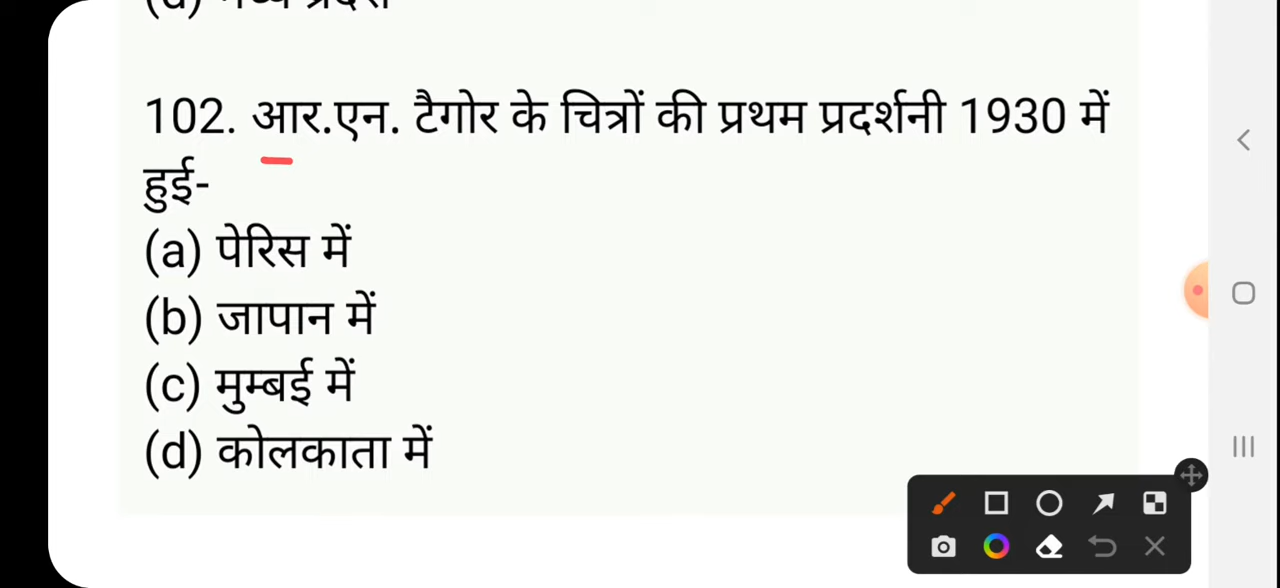 102. आर.एन. टैगोर के चित्रों की प्रथम प्रदर्शनी 1930 में
हुई-
(a) पेरिस में
(b) जापान में
(c) मुम्बई में
(d) कोलकाता में